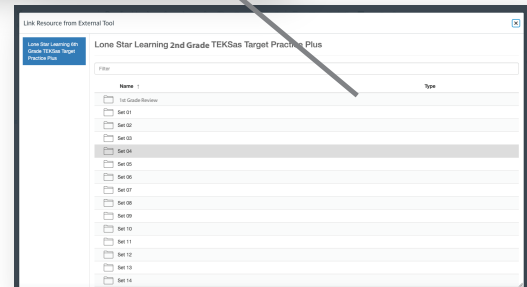 Link Resource from External Tool
Lone Star Learning 6th
Grade TEKSas Target
Practice Plus
Lone Star Learning 2nd Grade TEKSas Target Practice Plus
Filter
Name ↑ Type
1st Grade Review
Set 01
Set 02
Set 03
Set 04
Set 05
Set 06
Set 07
Set 08
Set 09
Set 10
Set 11
Set 12
Set 13
Set 14